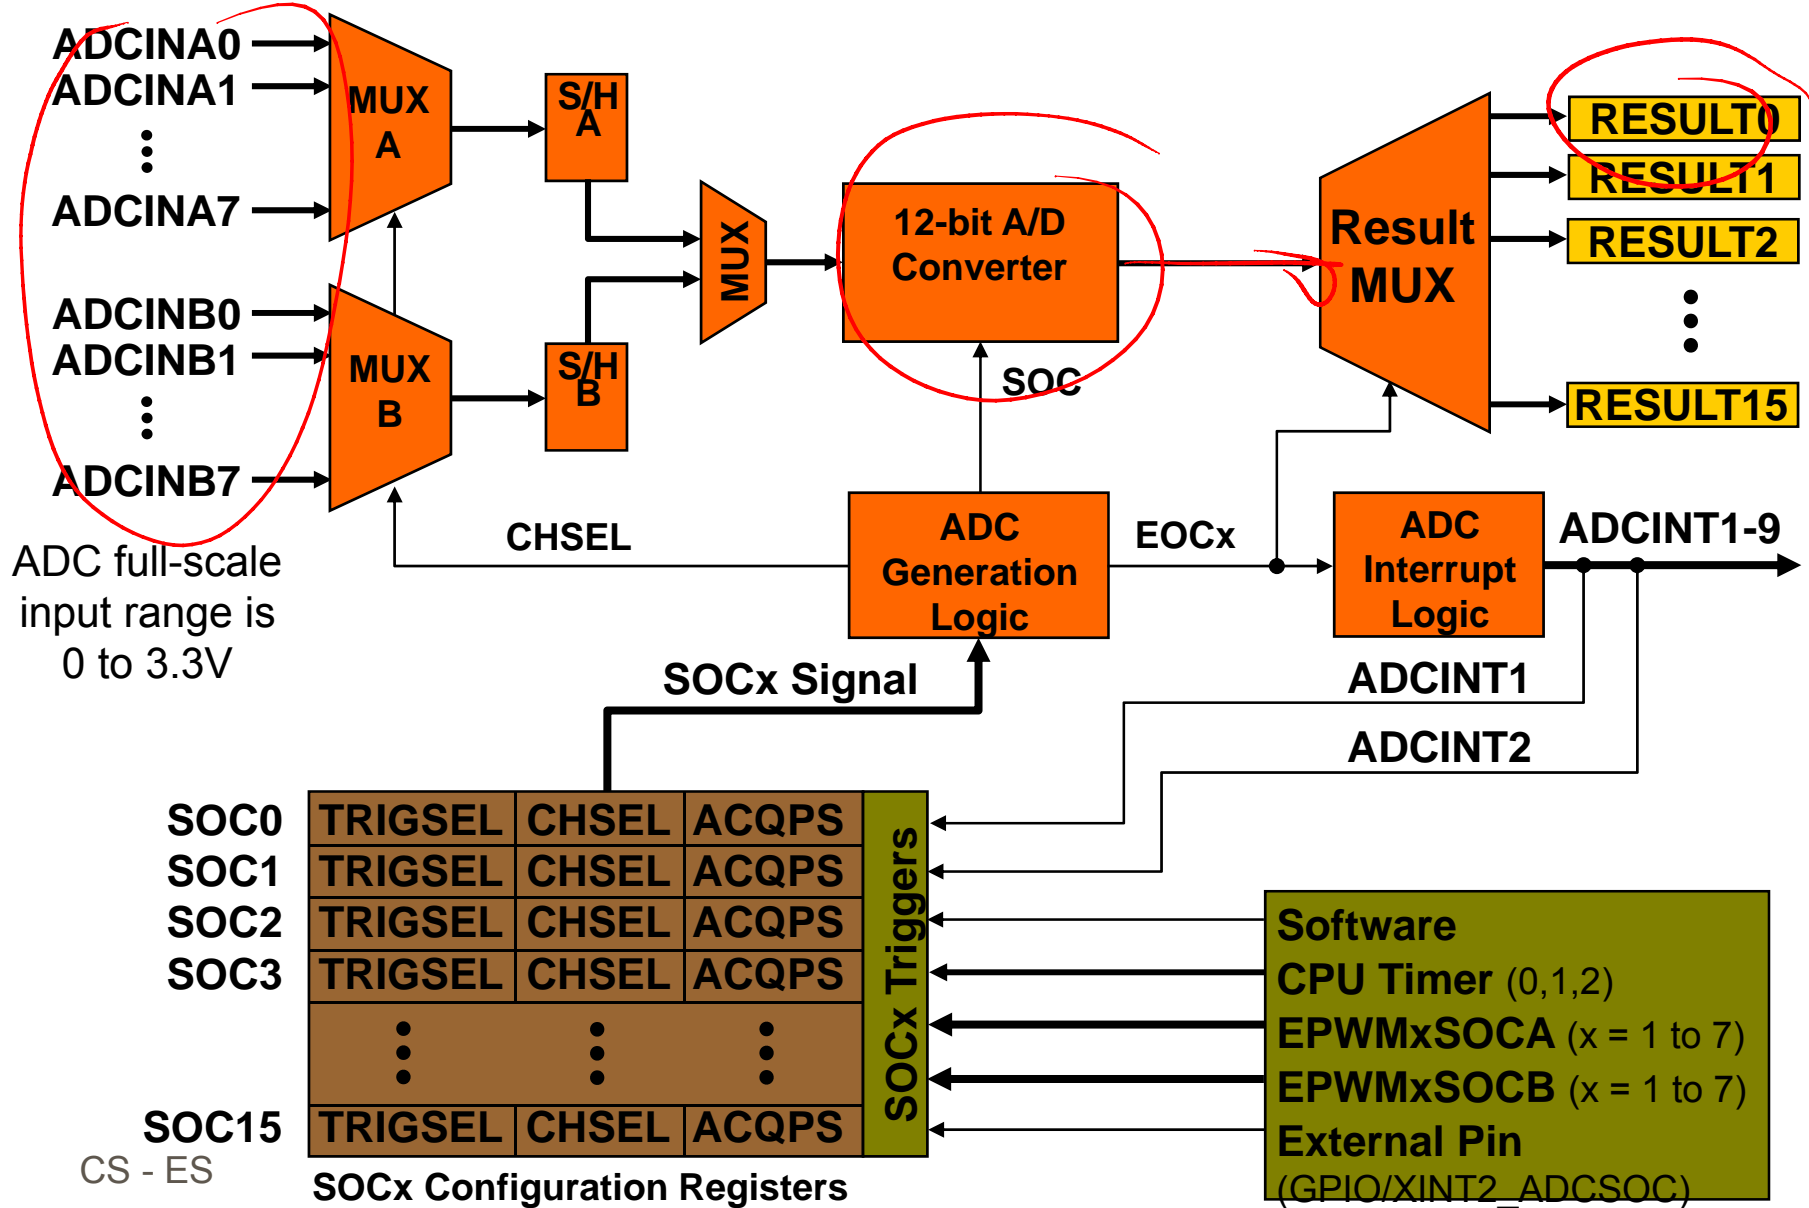 ADCINA0
ADCINA1
ADCINA7
ADCINB0
ADCINB1
ADCINB7
MUX
A
MUX
B
S/H
A
S/H
B
MUX
12-bit A/D
Converter
SOC
Result
MUX
RESULT0
RESULT1
RESULT2
RESULT15
ADC full-scale
input range is
0 to 3.3V
CHSEL
ADC
Generation
Logic
EOCx
ADC
Interrupt
Logic
ADCINT1-9
SOCx Signal
ADCINT1
ADCINT2
SOC0 TRIGSEL CHSEL ACQPS
SOC1 TRIGSEL CHSEL ACQPS
SOC2 TRIGSEL CHSEL ACQPS
SOC3 TRIGSEL CHSEL ACQPS
SOC15 TRIGSEL CHSEL ACQPS
SOCx Triggers
Software
CPU Timer (0,1,2)
EPWMxSOCA (x = 1 to 7)
EPWMxSOCB (x = 1 to 7)
External Pin
(GPIO/XINT2_ADCSOC)
CS - ES
SOCx Configuration Registers